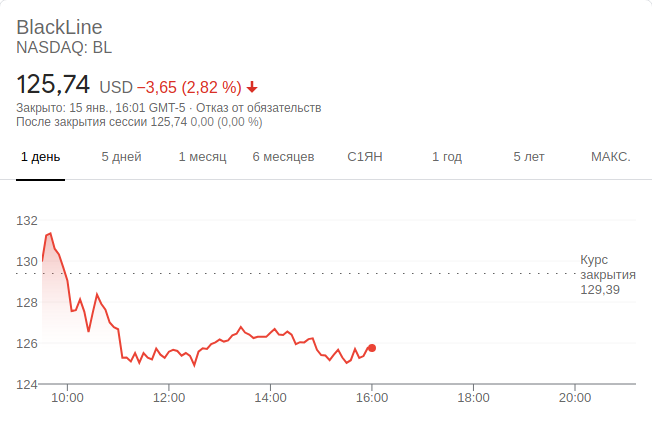 BlackLine
NASDAQ: BL
125,74 USD −3,65 (2,82 %)
Закрыто: 15 янв., 16:01 GMT-5 · Отказ от обязательств
После закрытия сессии 125,74 0,00 (0,00 %)
1 день 5 дней 1 месяц 6 месяцев С1ЯН 1 год 5 лет МАКС.
132
130
128
126
124
Курс
закрытия
129,39
10:00 12:00 14:00 16:00 18:00 20:00